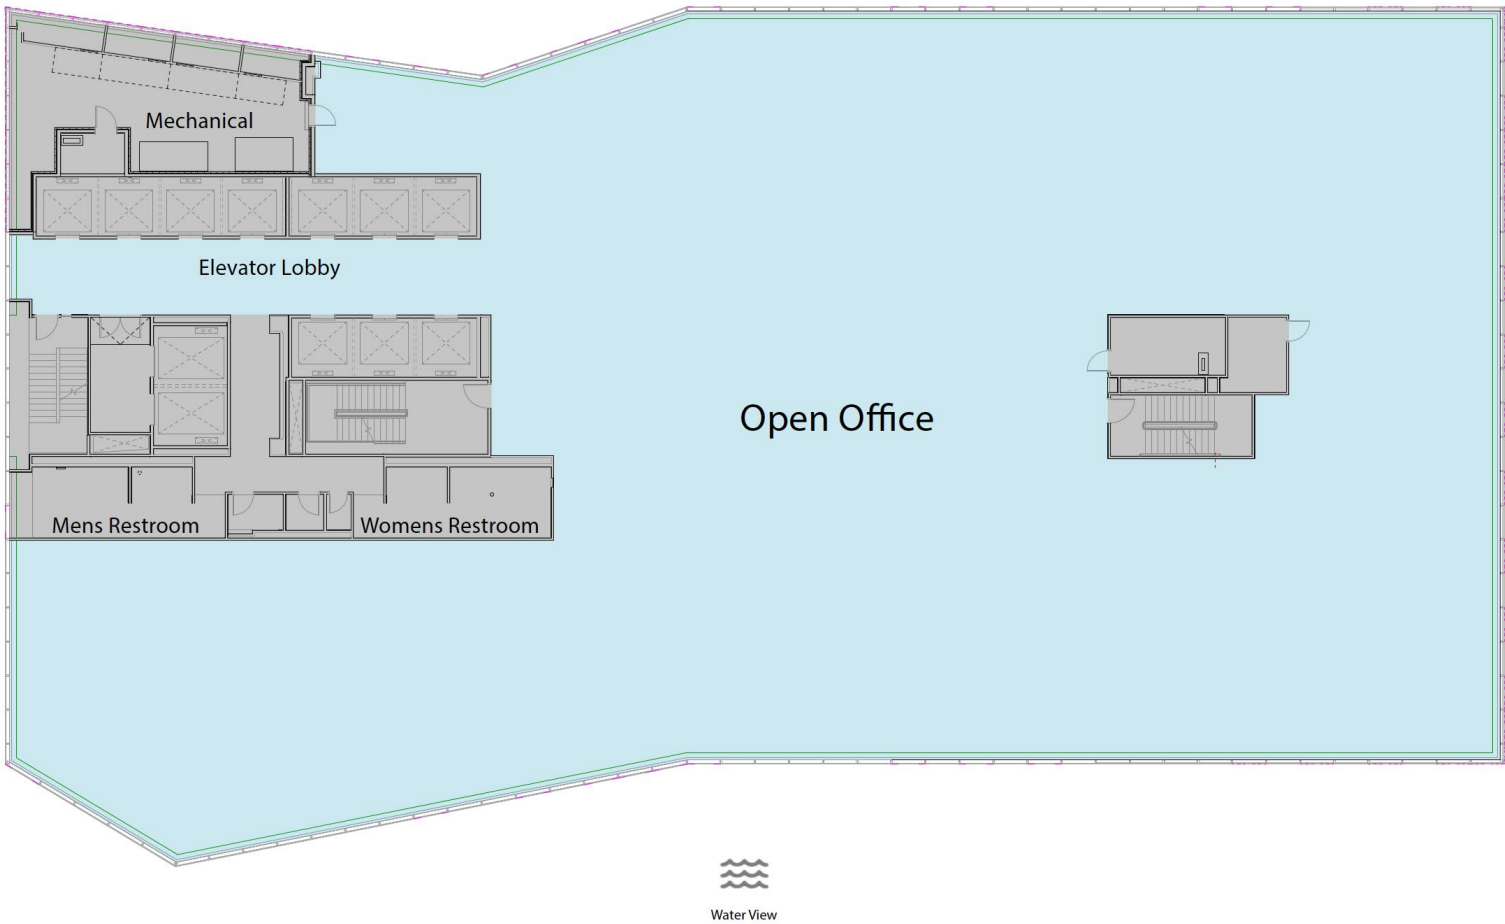 Mechanical
Elevator Lobby
Open Office
Mens Restroom
Womens Restroom
Water View